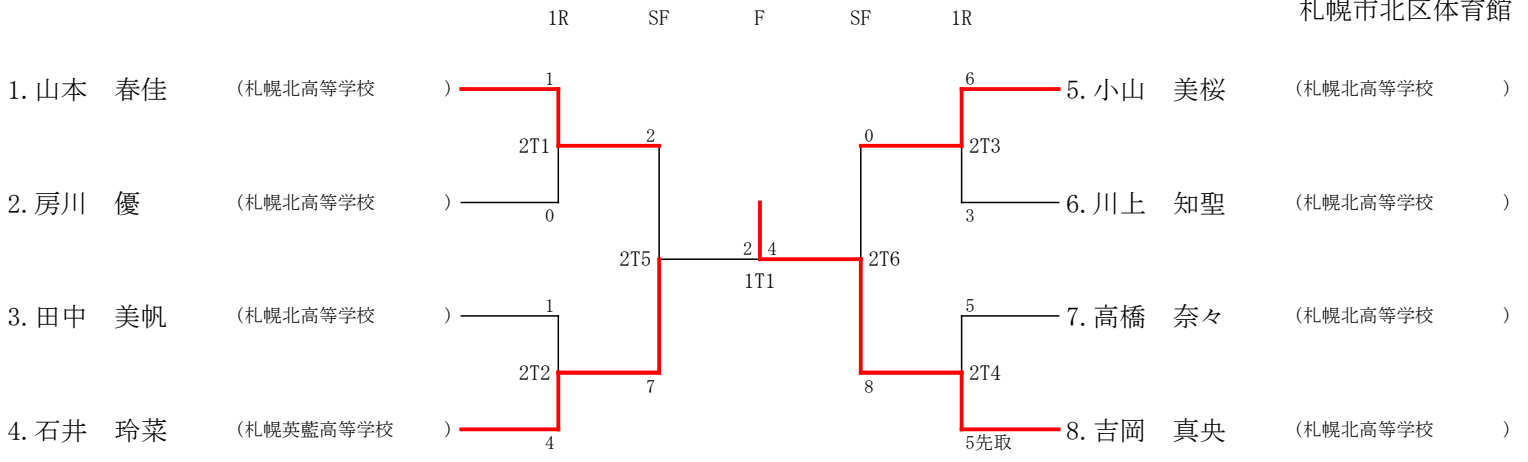 札幌市北区体育館
1R SF F SF 1R
1.山本 春佳 (札幌北高等学校 ) 1 6 5.小山 美桜 (札幌北高等学校 )
2T1 2 0 2T3
2.房川 優 (札幌北高等学校 ) 0 3 6.川上 知聖 (札幌北高等学校 )
2T5 2 4 2T6
1T1
3.田中 美帆 (札幌北高等学校 ) 1 5 7.高橋 奈々 (札幌北高等学校 )
2T2 7 8 2T4
4.石井 玲菜 (札幌英藍高等学校 ) 4 5先取 8.吉岡 真央 (札幌北高等学校 )